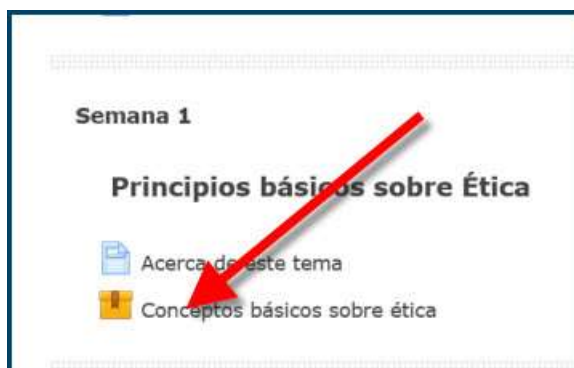 Semana 1
Principios básicos sobre Ética
Acerca de este tema
Conceptos básicos sobre ética